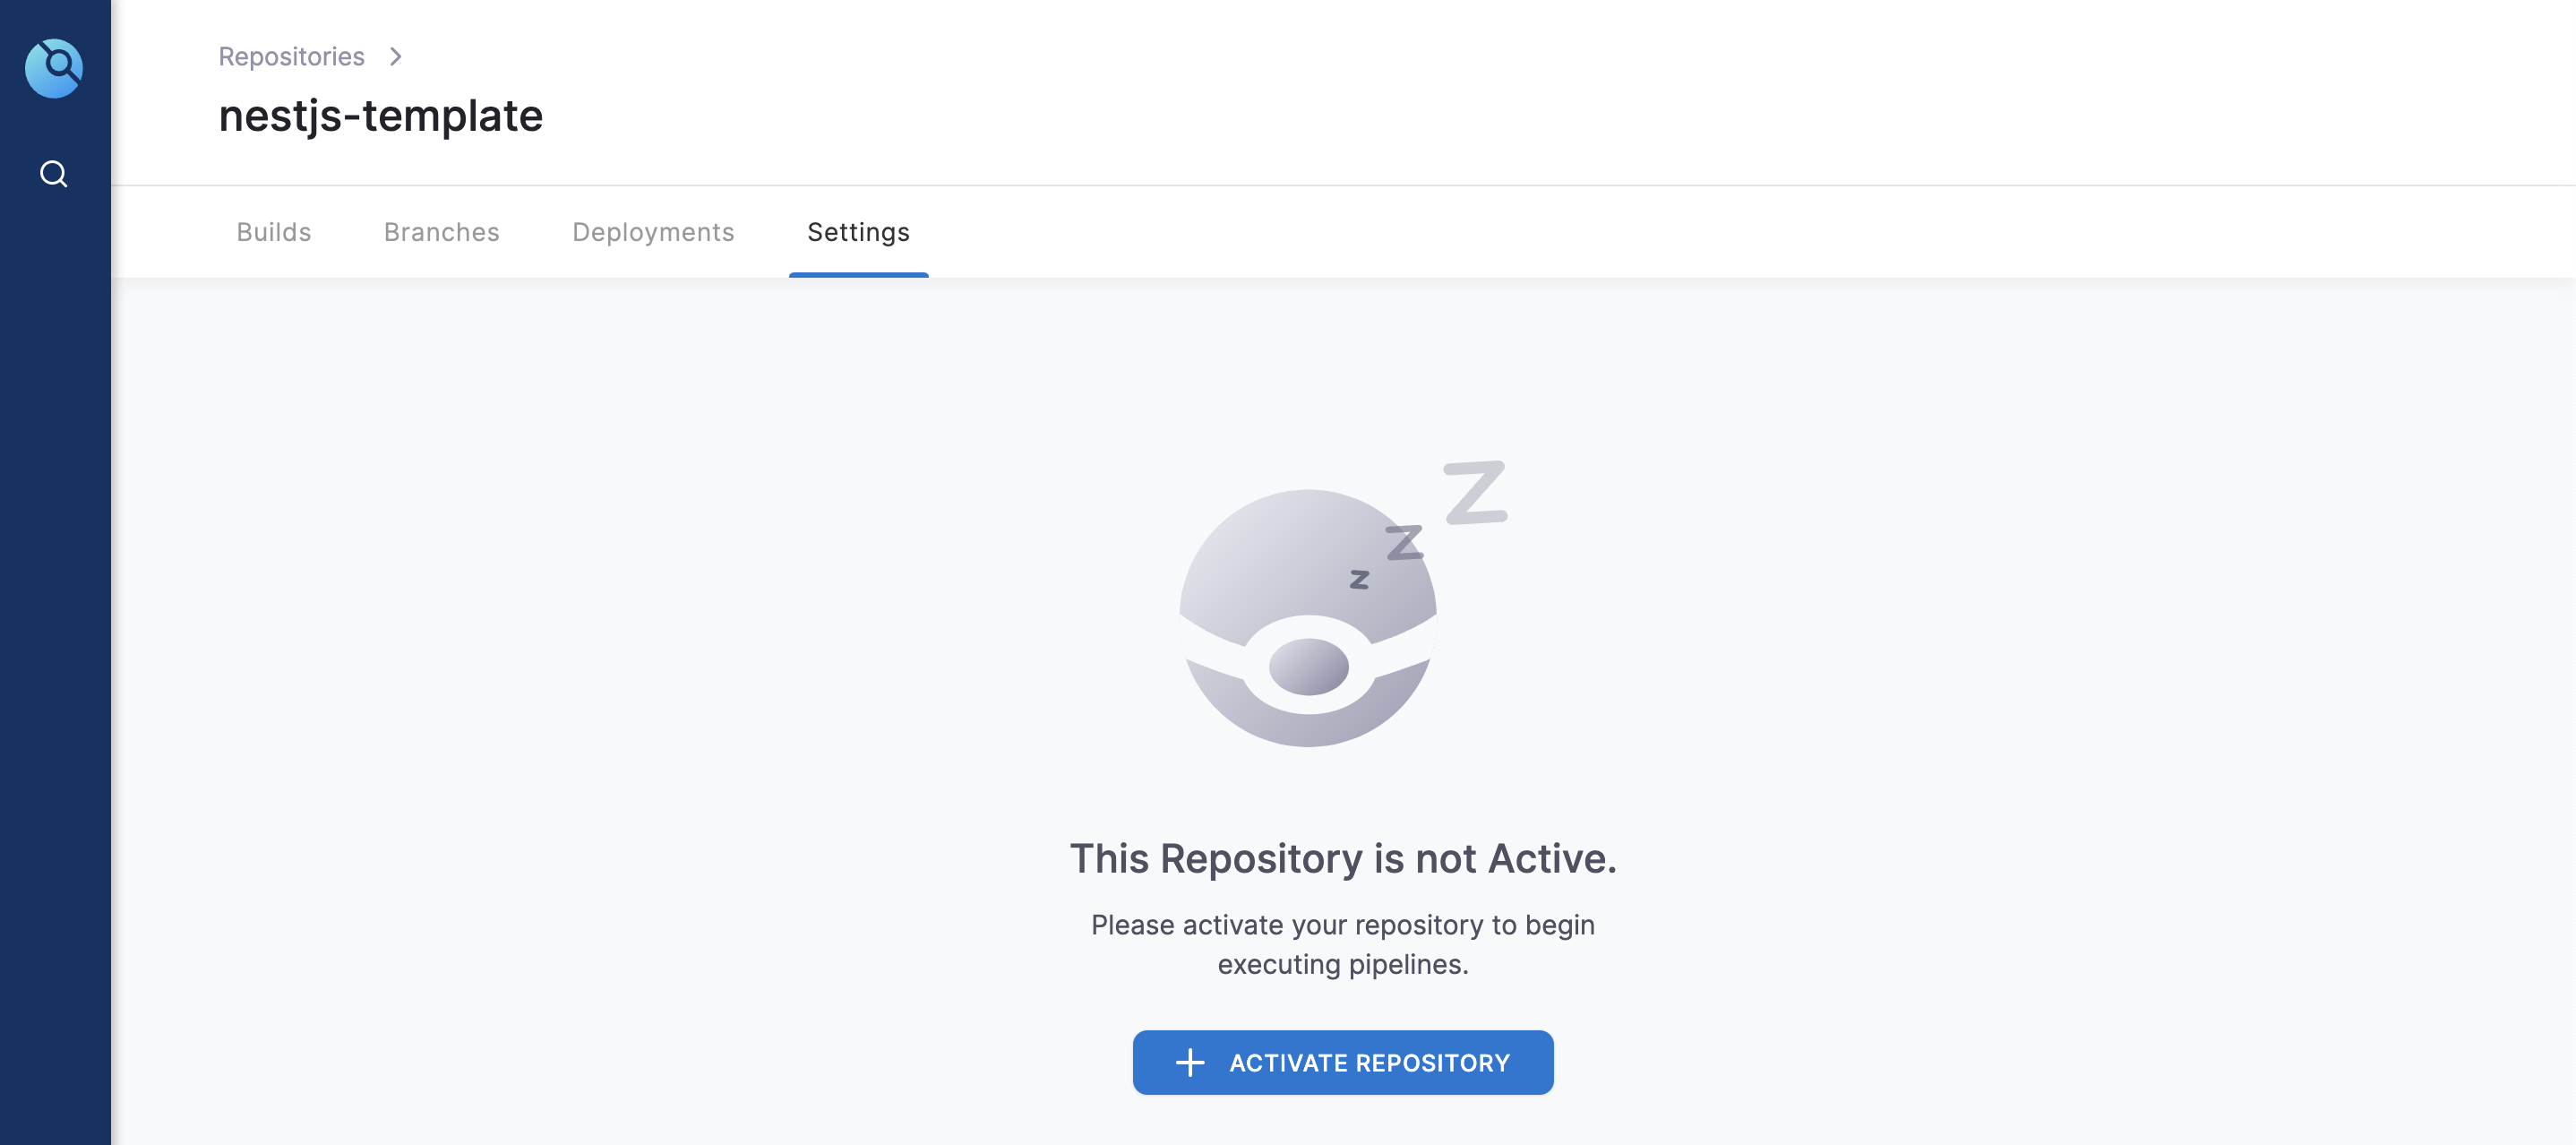 Repositories
nestjs-template
Builds Branches Deployments Settings
z
z
z
This Repository is not Active.
Please activate your repository to begin
executing pipelines.
ACTIVATE REPOSITORY